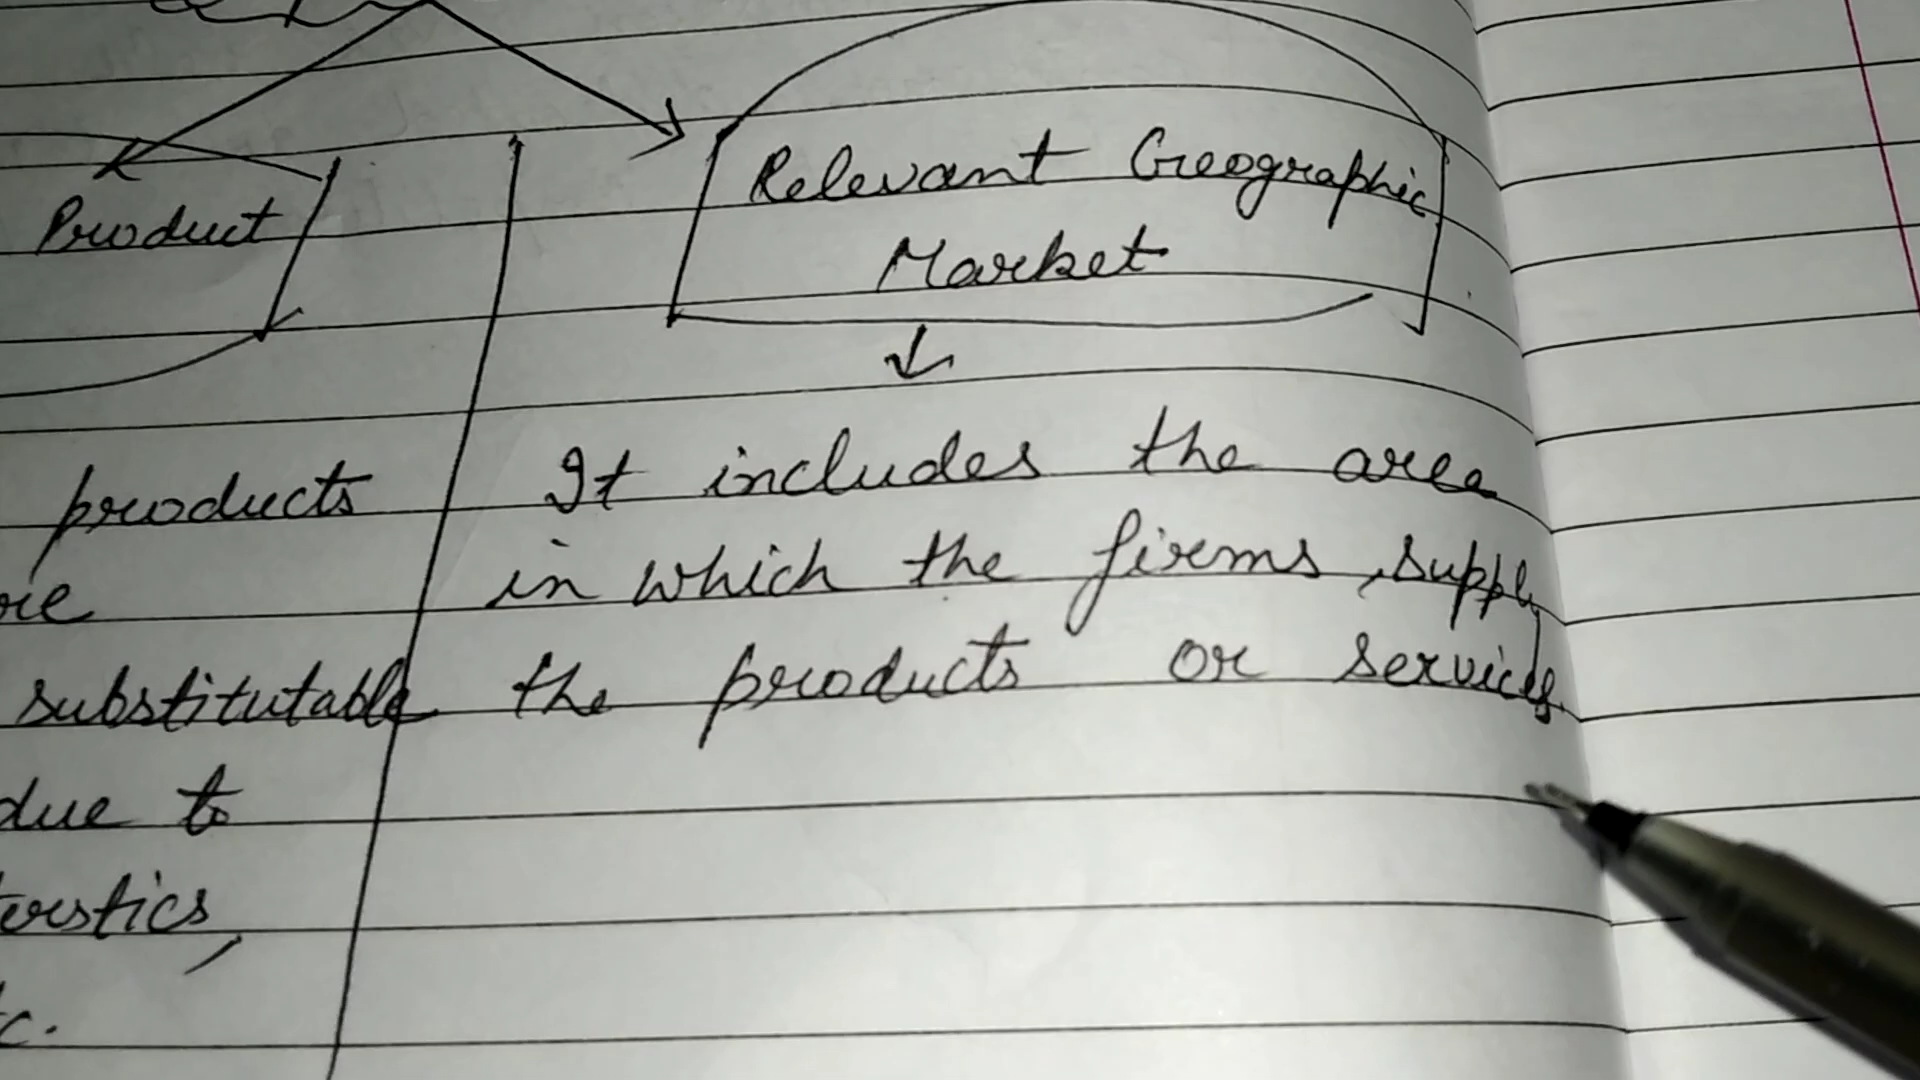 Product
products
substitutable
due to
Relevant Geographic
Market
It includes the area
in which the firms, supply
the products or services.